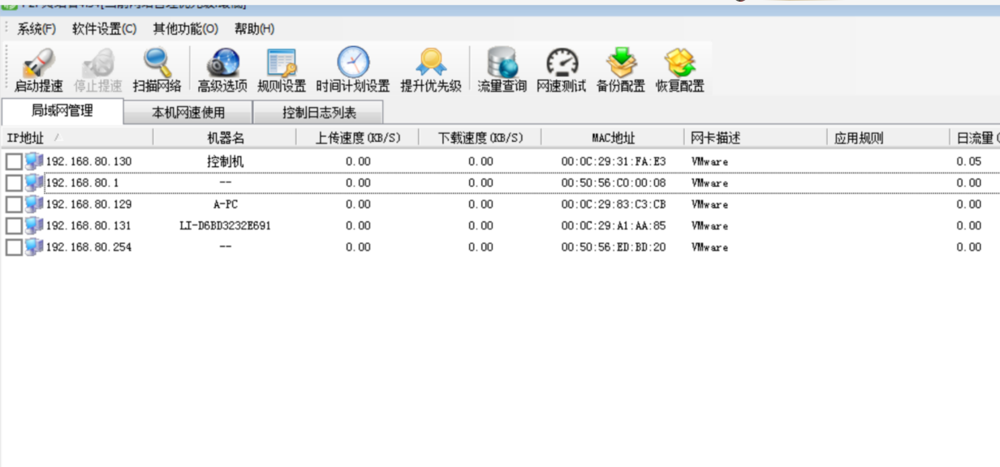 系统(F) 软件设置(C) 其他功能(O) 帮助(H)
启动提速 停止提速 扫描网络 高级选项 规则设置 时间计划设置 提升优先级 流量查询 网速测试 备份配置 恢复配置
局域网管理 本机网速使用 控制日志列表
IP地址 机器名 上传速度(KB/S) 下载速度(KB/S) MAC地址 网卡描述 应用规则 日流量(
192.168.80.130 控制机 0.00 0.00 00:0C:29:31:FA:E3 VMware 0.05
192.168.80.1 -- 0.00 0.00 00:50:56:C0:00:08 VMware 0.00
192.168.80.129 A-PC 0.00 0.00 00:0C:29:83:C3:CB VMware 0.00
192.168.80.131 LI-D6BD3232E691 0.00 0.00 00:0C:29:A1:AA:85 VMware 0.00
192.168.80.254 -- 0.00 0.00 00:50:56:ED:BD:20 VMware 0.00